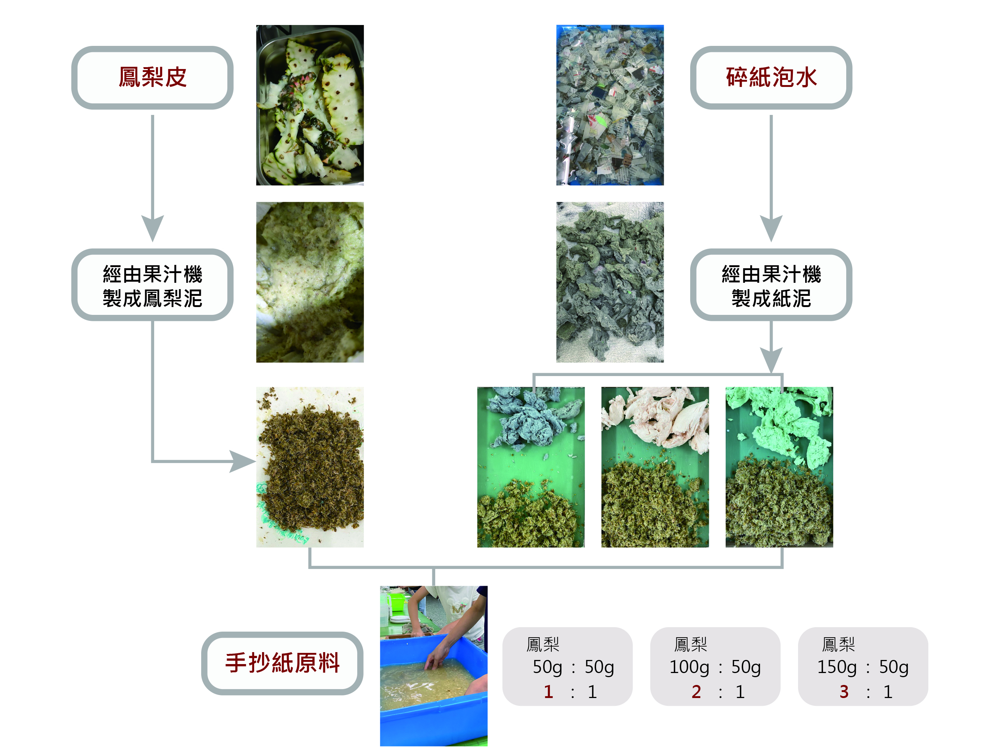 鳳梨皮
碎紙泡水
經由果汁機
製成鳳梨泥
經由果汁機
製成紙泥
手抄紙原料
鳳梨
50g : 50g
1 : 1
鳳梨
100g : 50g
2 : 1
鳳梨
150g : 50g
3 : 1